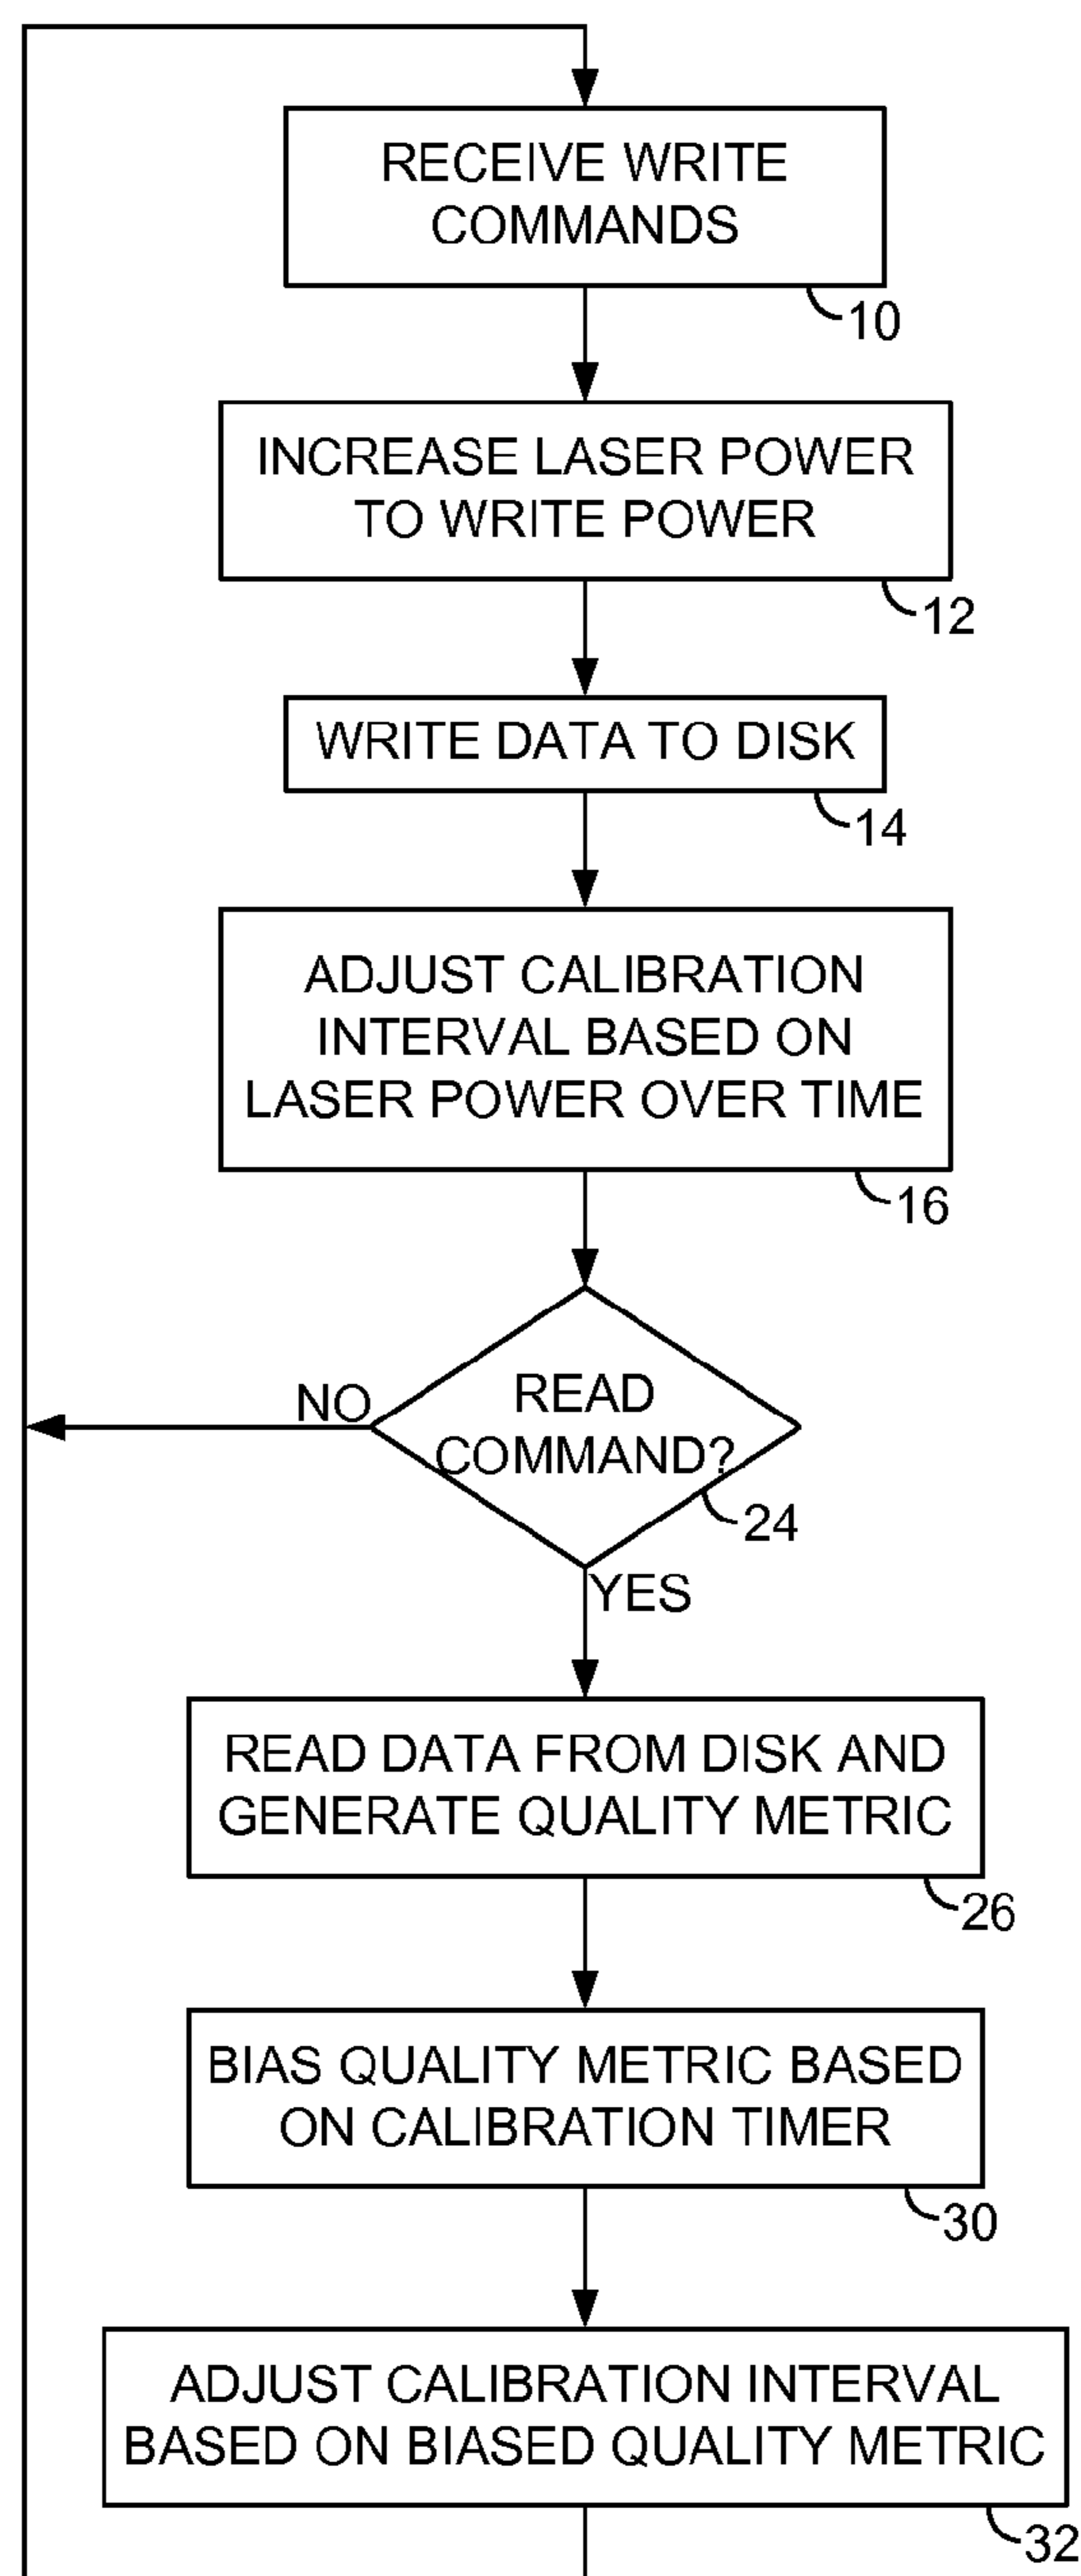 RECEIVE WRITE
COMMANDS
10
INCREASE LASER POWER
TO WRITE POWER
12
WRITE DATA TO DISK
14
ADJUST CALIBRATION
INTERVAL BASED ON
LASER POWER OVER TIME
16
NO
READ
COMMAND?
24
YES
READ DATA FROM DISK AND
GENERATE QUALITY METRIC
26
BIAS QUALITY METRIC BASED
ON CALIBRATION TIMER
30
ADJUST CALIBRATION INTERVAL
BASED ON BIASED QUALITY METRIC
32